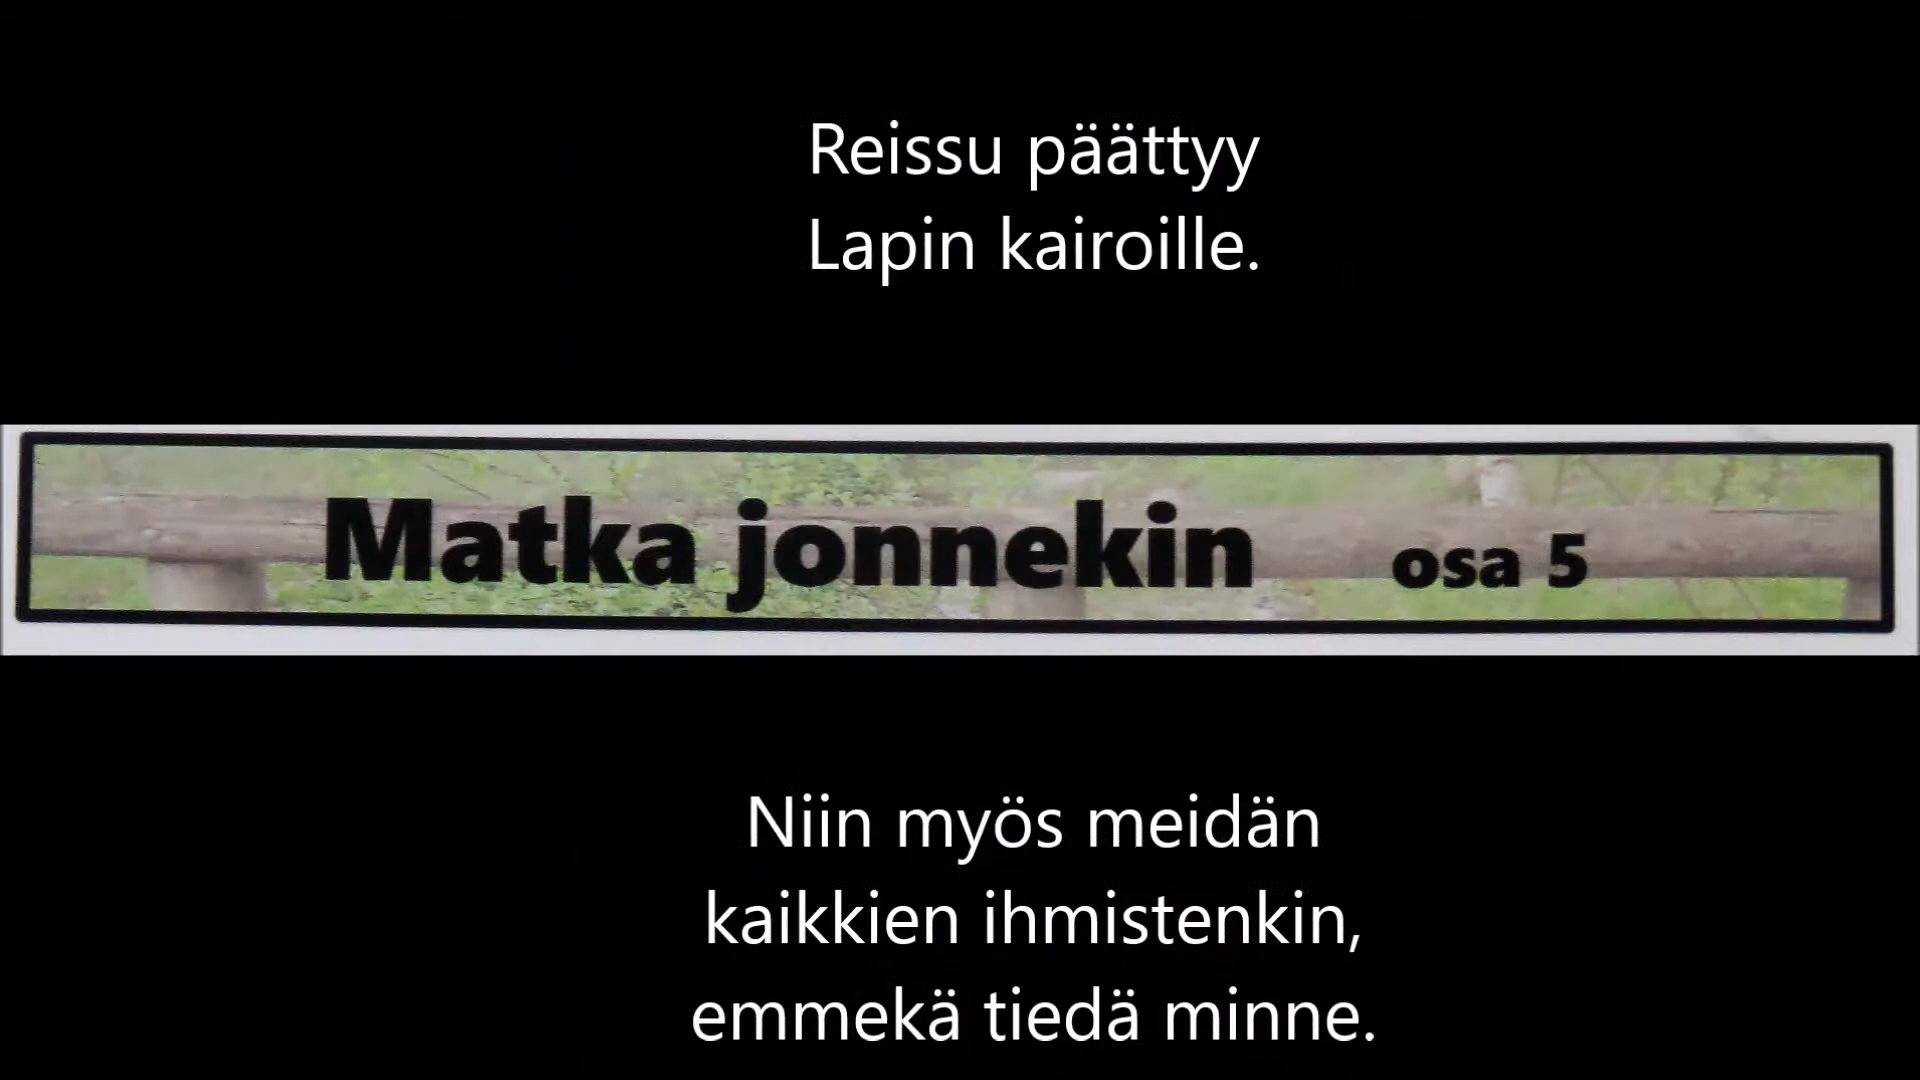 Reissu päättyy
Lapin kairoille.
Matka jonnekin osa 5
Niin myös meidän
kaikkien ihmistenkin,
emmekä tiedä minne.